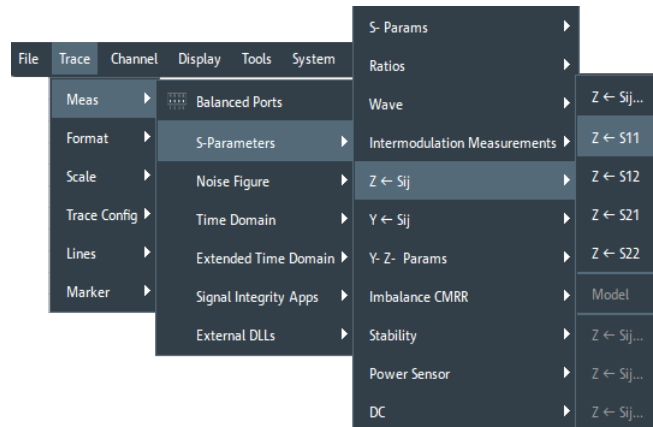 File Trace Channel Display Tools System
Meas
Format
Scale
Trace Config
Lines
Marker
Balanced Ports
S-Parameters
Noise Figure
Time Domain
Extended Time Domain
Signal Integrity Apps
External DLLs
S- Params
Ratios
Wave
Intermodulation Measurements
Z ← Sij
Y ← Sij
Y- Z- Params
Imbalance CMRR
Stability
Power Sensor
DC
Z ← Sij...
Z ← S11
Z ← S12
Z ← S21
Z ← S22
Model
Z ← Sij...
Z ← Sij...
Z ← Sij...